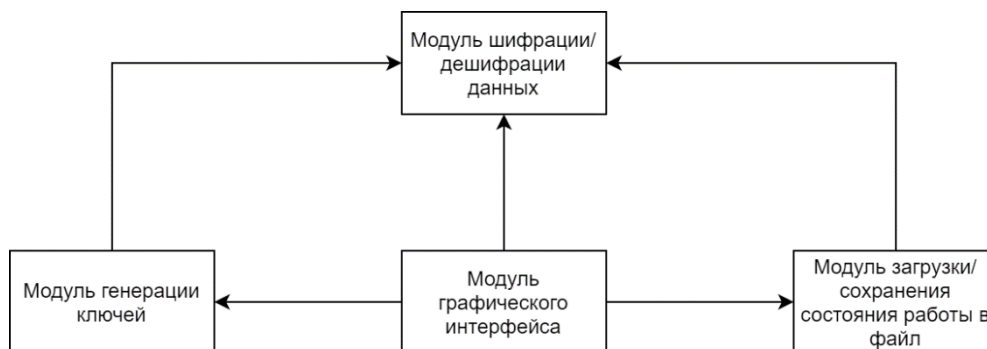 Модуль шифрации/
дешифрации
данных
Модуль генерации
ключей
Модуль
графического
интерфейса
Модуль загрузки/
сохранения
состояния работы в
файл